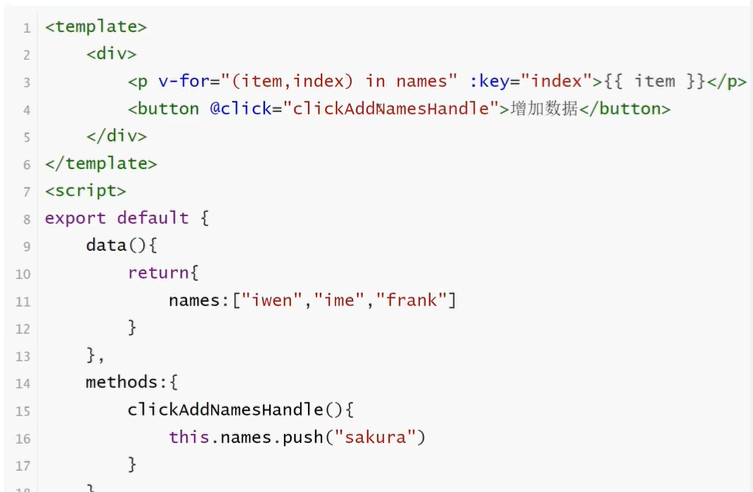 1 <template>
2 <div>
3 <p v-for="(item,index) in names" :key="index">{{ item }}</p>
4 <button @click="clickAddNamesHandle">增加数据</button>
5 </div>
6 </template>
7 <script>
8 export default {
9 data(){
10 return{
11 names:["iwen","ime","frank"]
12 }
13 },
14 methods:{
15 clickAddNamesHandle(){
16 this.names.push("sakura")
17 }
18 }